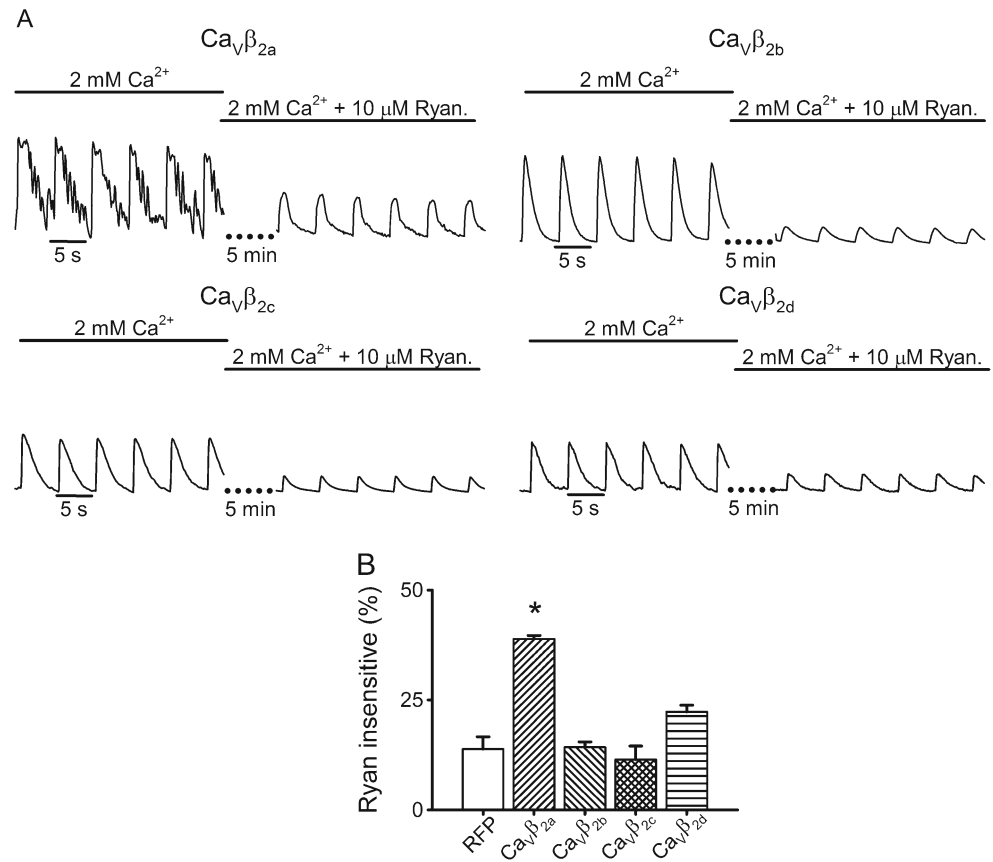 A
CaVβ2a
CaVβ2b
2 mM Ca2+
2 mM Ca2+
2 mM Ca2+ + 10 μM Ryan.
2 mM Ca2+ + 10 μM Ryan.
5 s
5 min
5 s
5 min
CaVβ2c
CaVβ2d
2 mM Ca2+
2 mM Ca2+
2 mM Ca2+ + 10 μM Ryan.
2 mM Ca2+ + 10 μM Ryan.
5 s
5 min
5 s
5 min
B
Ryan insensitive (%)
50
25
0
*
RFP
CaVβ2a
CaVβ2b
CaVβ2c
CaVβ2d